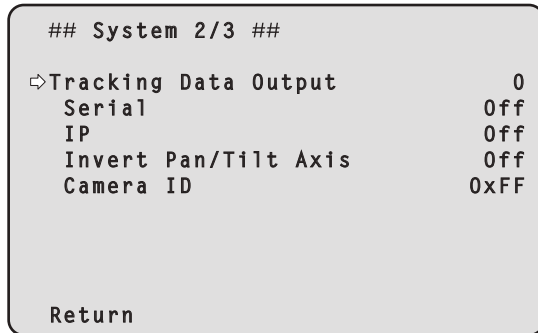 ## System 2/3 ##
⇨Tracking Data Output 0
Serial Off
IP Off
Invert Pan/Tilt Axis Off
Camera ID 0xFF
Return